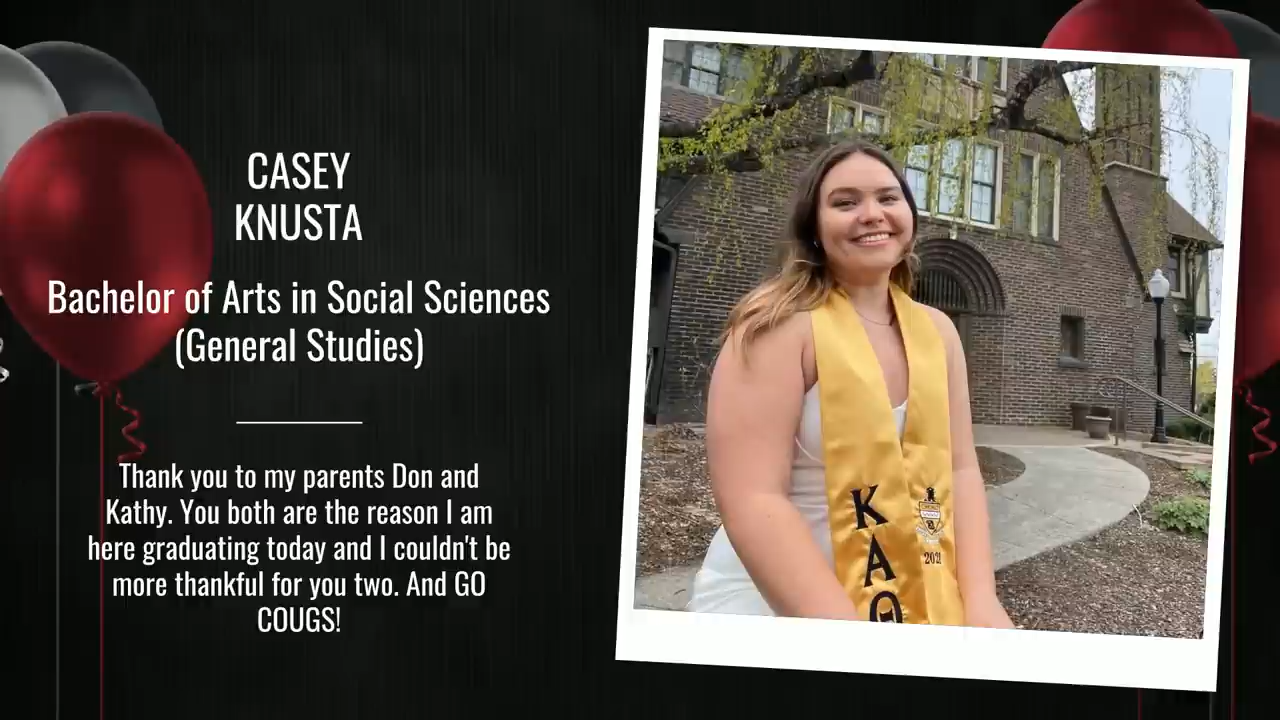 CASEY
KNUSTA
Bachelor of Arts in Social Sciences
(General Studies)
Thank you to my parents Don and
Kathy. You both are the reason I am
here graduating today and I couldn't be
more thankful for you two. And GO
COUGS!
Κ
Α
Θ
2021